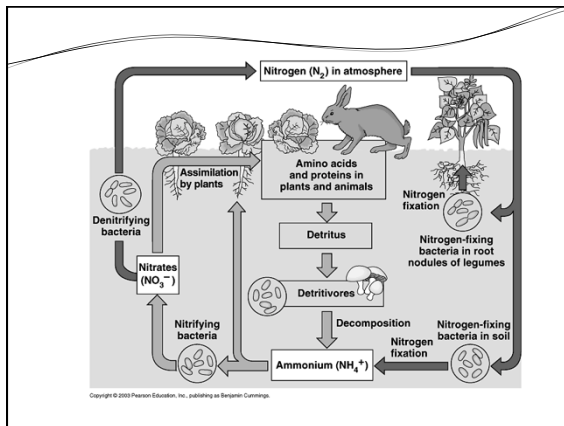 Nitrogen (N₂) in atmosphere
Assimilation
by plants
Amino acids
and proteins in
plants and animals
Denitrifying
bacteria
Nitrogen
fixation
Detritus
Nitrogen-fixing
bacteria in root
nodules of legumes
Nitrates
(NO₃⁻)
Detritivores
Nitrifying
bacteria
Decomposition
Nitrogen
fixation
Nitrogen-fixing
bacteria in soil
Ammonium (NH₄⁺)
Copyright © 2003 Pearson Education, Inc., publishing as Benjamin Cummings.